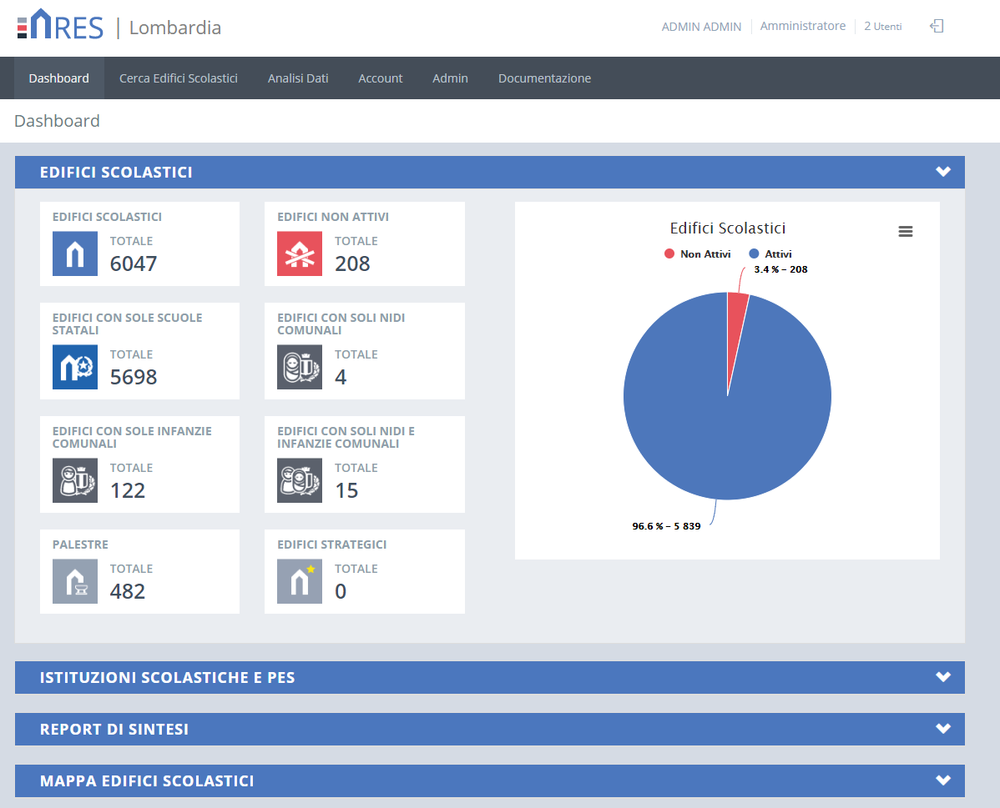 ARES | Lombardia
ADMIN ADMIN
Amministratore
2 Utenti
Dashboard
Cerca Edifici Scolastici
Analisi Dati
Account
Admin
Documentazione
Dashboard
EDIFICI SCOLASTICI
EDIFICI SCOLASTICI
TOTALE
6047
EDIFICI NON ATTIVI
TOTALE
208
EDIFICI CON SOLE SCUOLE
STATALI
TOTALE
5698
EDIFICI CON SOLI NIDI
COMUNALI
TOTALE
4
EDIFICI CON SOLE INFANZIE
COMUNALI
TOTALE
122
EDIFICI CON SOLI NIDI E
INFANZIE COMUNALI
TOTALE
15
PALESTRE
TOTALE
482
EDIFICI STRATEGICI
TOTALE
0
Edifici Scolastici
Non Attivi
Attivi
3.4 % – 208
96.6 % – 5 839
ISTITUZIONI SCOLASTICHE E PES
REPORT DI SINTESI
MAPPA EDIFICI SCOLASTICI